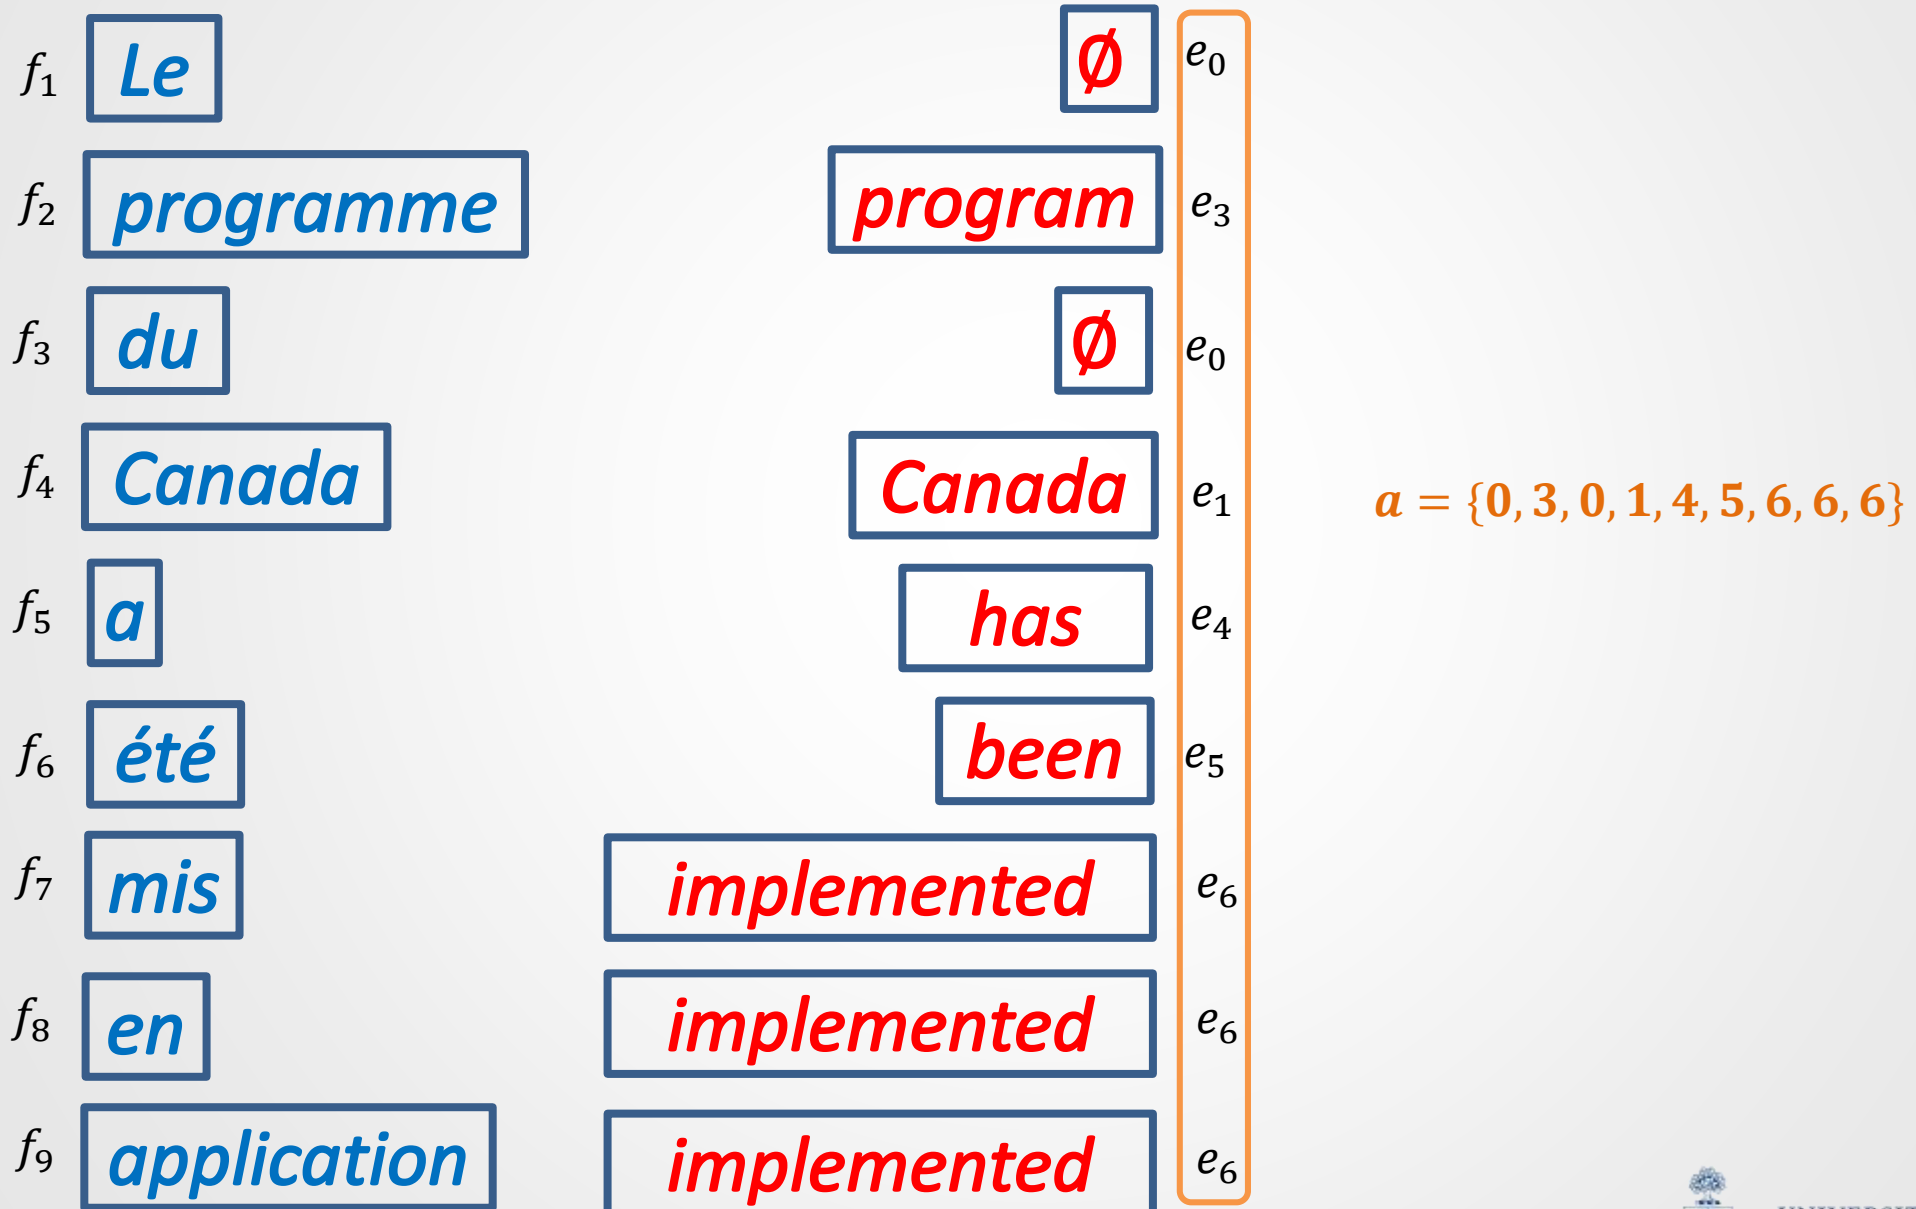 f₁ Le Ø e₀
f₂ programme program e₃
f₃ du Ø e₀
f₄ Canada Canada e₁
a = {0, 3, 0, 1, 4, 5, 6, 6, 6}
f₅ a has e₄
f₆ été been e₅
f₇ mis implemented e₆
f₈ en implemented e₆
f₉ application implemented e₆